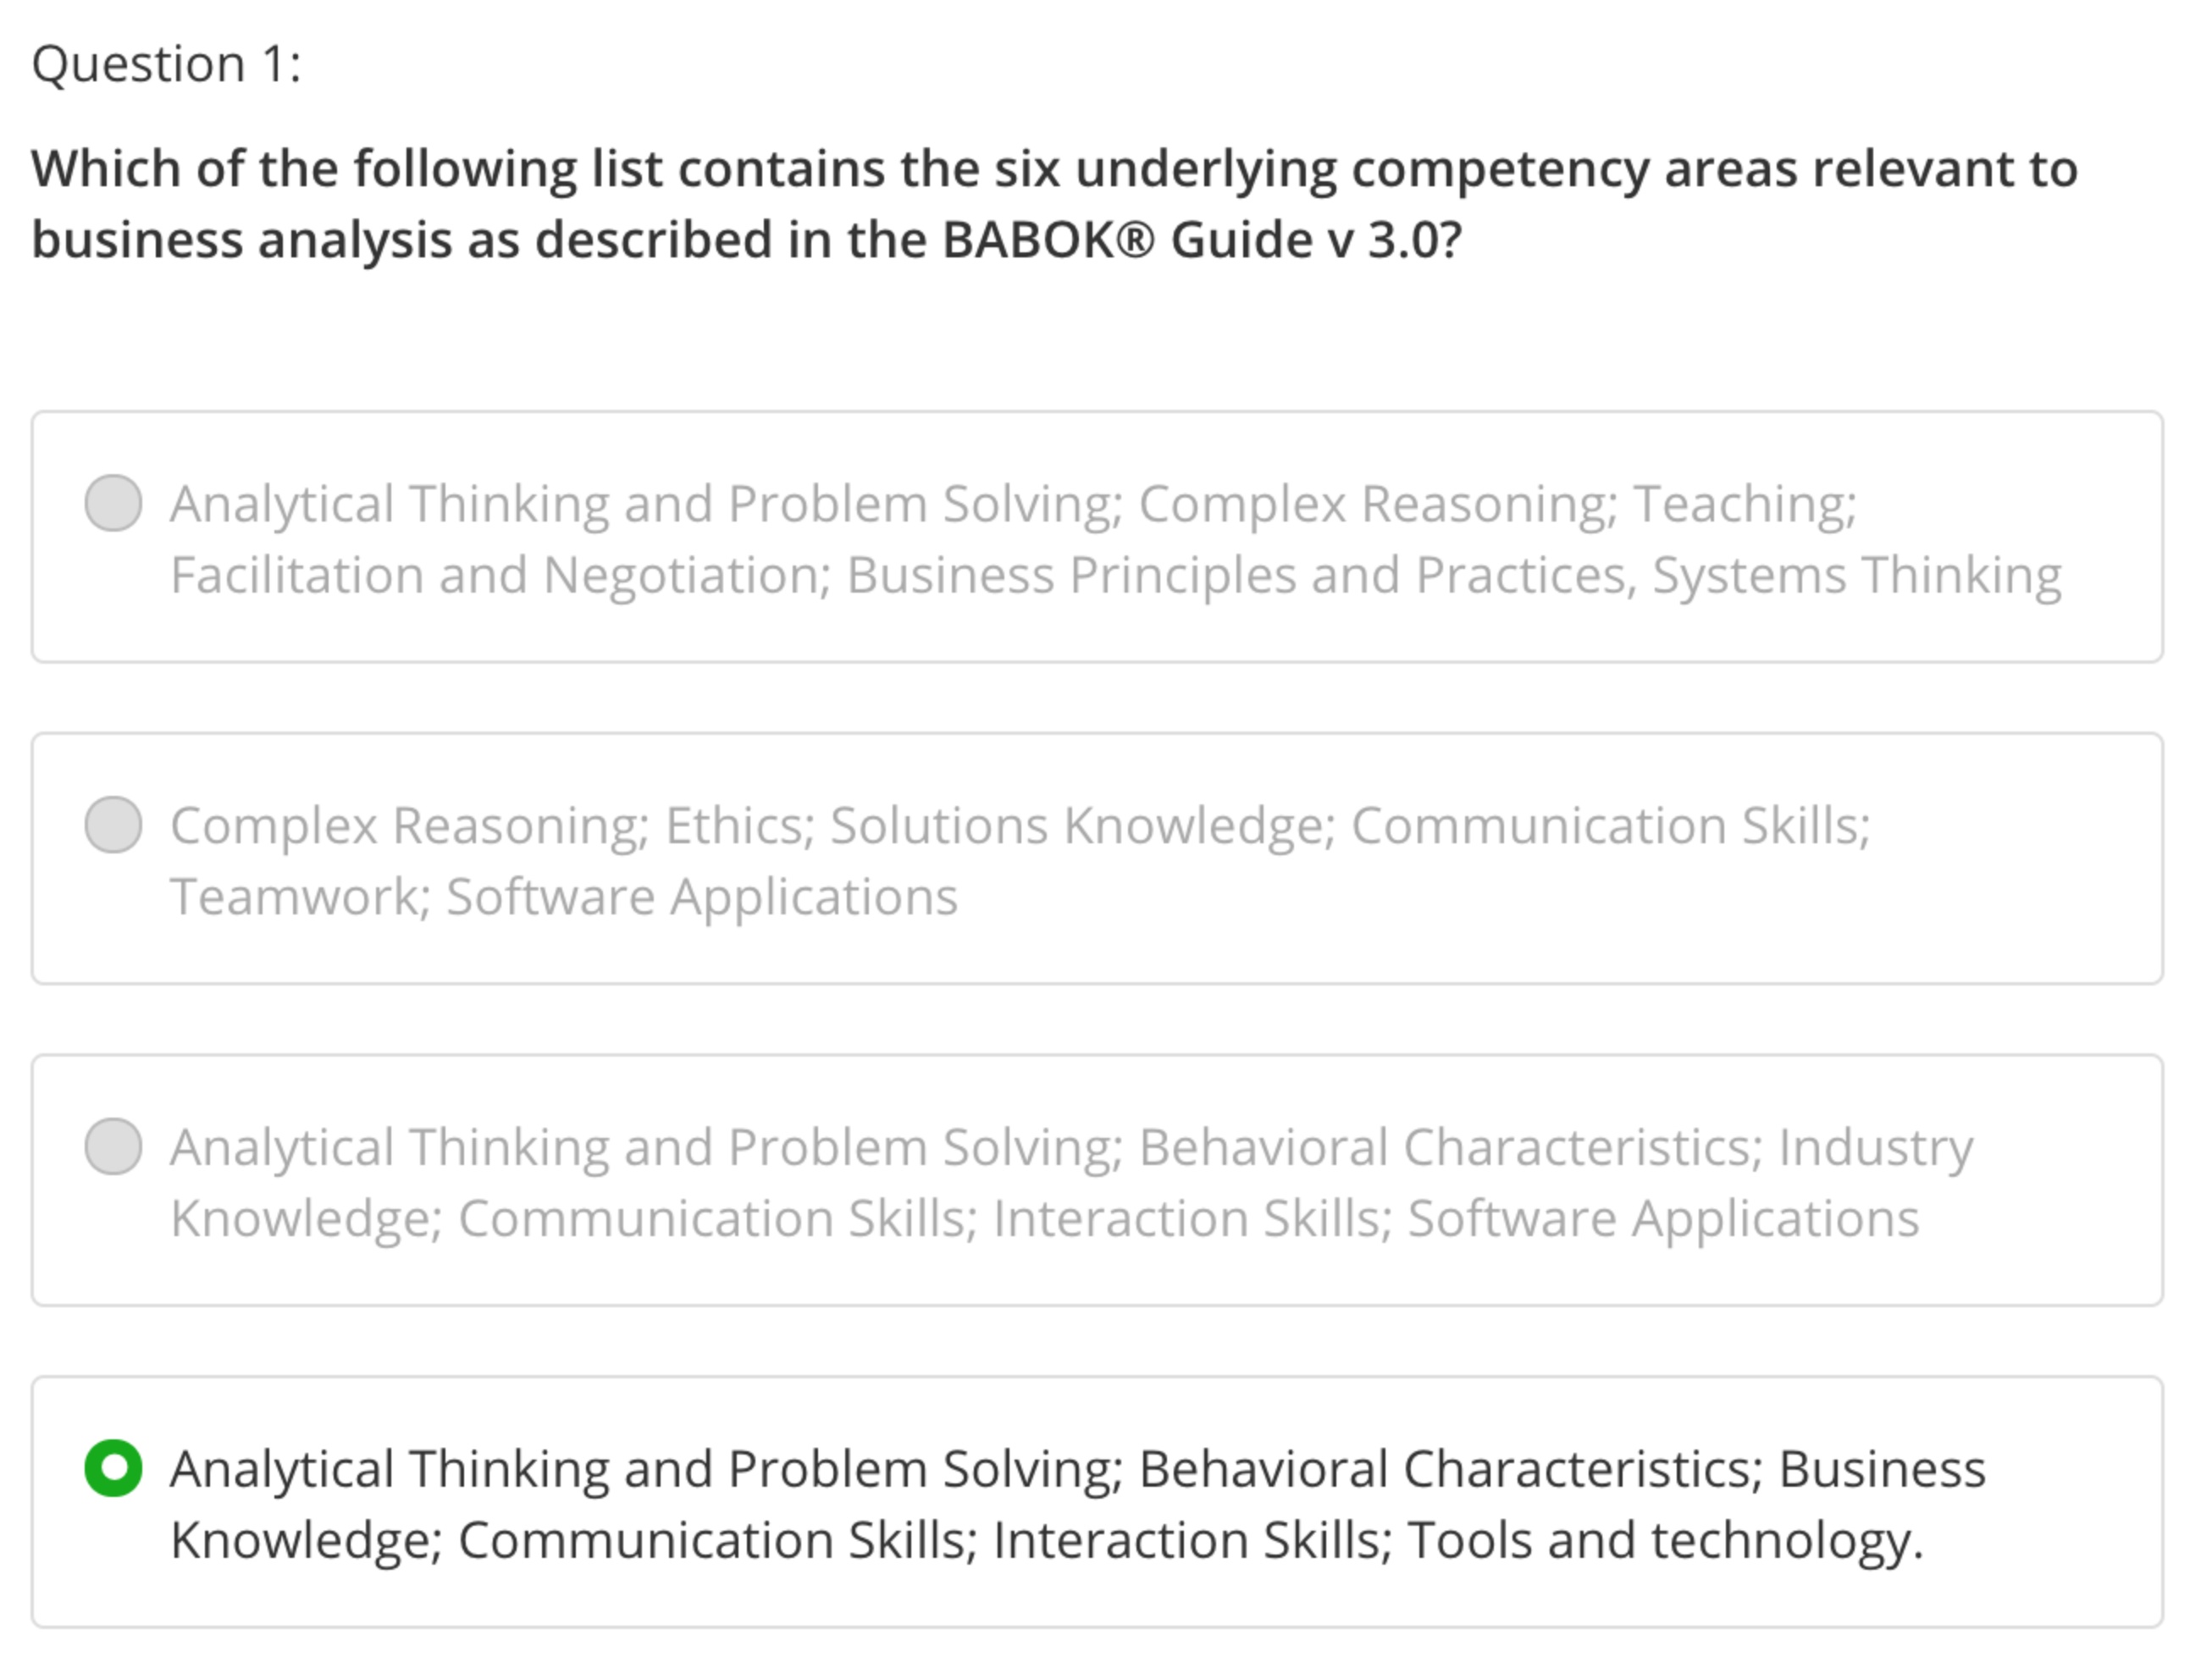 Question 1:
Which of the following list contains the six underlying competency areas relevant to
business analysis as described in the BABOK® Guide v 3.0?
Analytical Thinking and Problem Solving; Complex Reasoning; Teaching;
Facilitation and Negotiation; Business Principles and Practices, Systems Thinking
Complex Reasoning; Ethics; Solutions Knowledge; Communication Skills;
Teamwork; Software Applications
Analytical Thinking and Problem Solving; Behavioral Characteristics; Industry
Knowledge; Communication Skills; Interaction Skills; Software Applications
Analytical Thinking and Problem Solving; Behavioral Characteristics; Business
Knowledge; Communication Skills; Interaction Skills; Tools and technology.